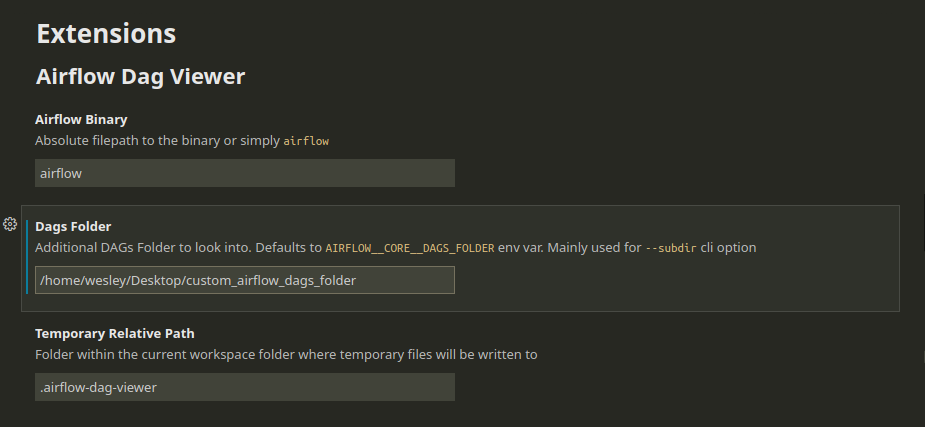 Extensions
Airflow Dag Viewer
Airflow Binary
Absolute filepath to the binary or simply airflow
airflow
Dags Folder
Additional DAGs Folder to look into. Defaults to AIRFLOW__CORE__DAGS_FOLDER env var. Mainly used for --subdir cli option
/home/wesley/Desktop/custom_airflow_dags_folder
Temporary Relative Path
Folder within the current workspace folder where temporary files will be written to
.airflow-dag-viewer